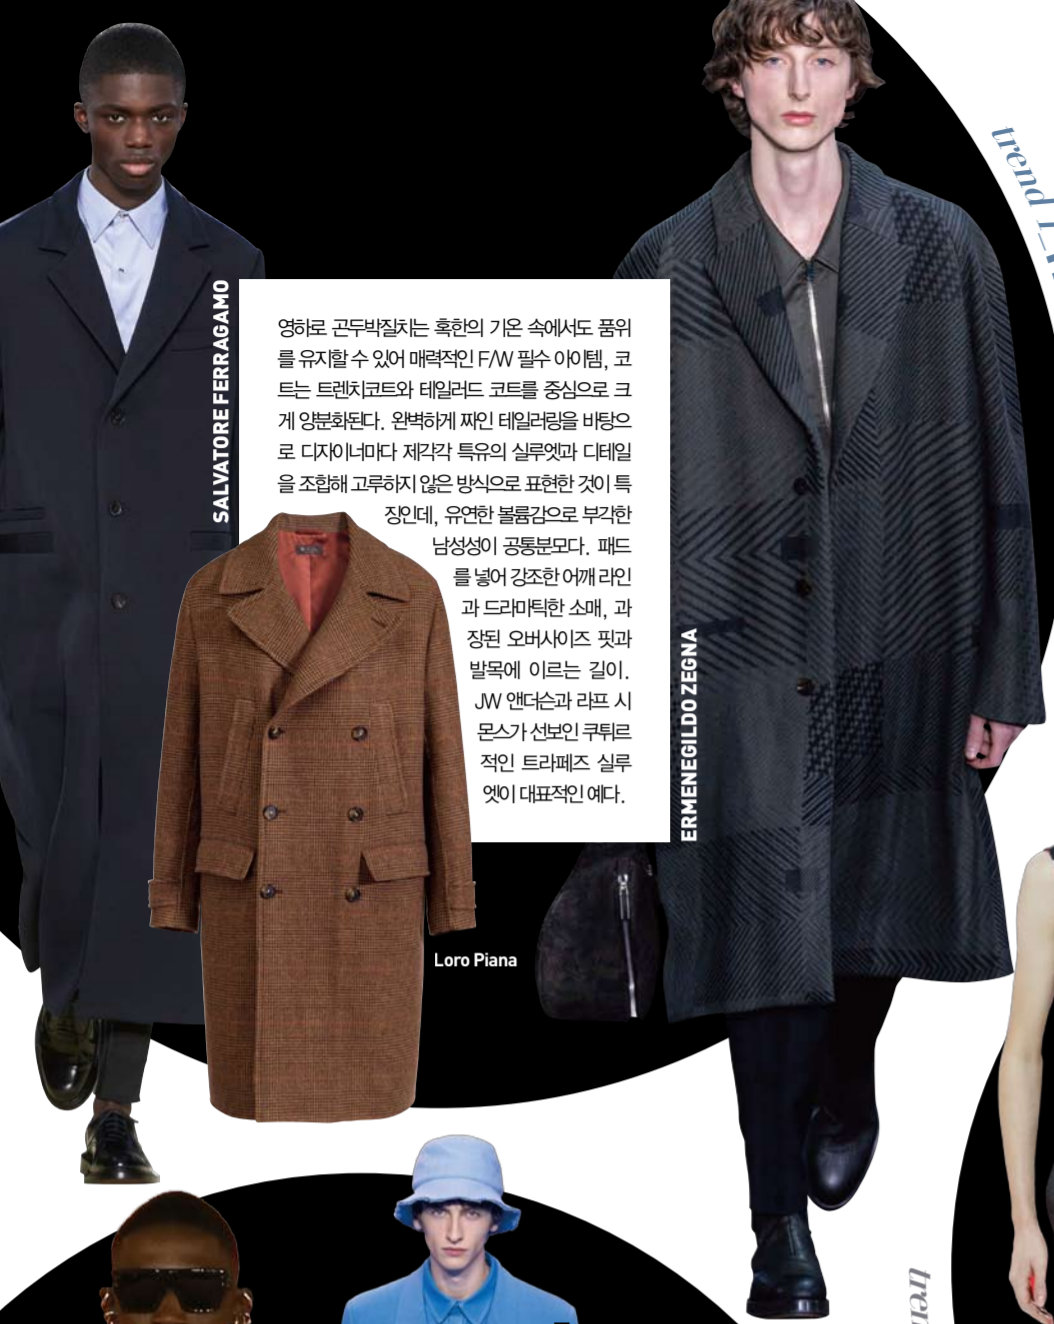 trend 1_
SALVATORE FERRAGAMO
영하로 곤두박질치는 혹한의 기온 속에서도 품위
를 유지할 수 있어 매력적인 F/W 필수 아이템, 코
트는 트렌치코트와 테일러드 코트를 중심으로 크
게 양분화된다. 완벽하게 짜인 테일러링을 바탕으
로 디자이너마다 제각각 특유의 실루엣과 디테일
을 조합해 고루하지 않은 방식으로 표현한 것이 특
징인데, 유연한 볼륨감으로 부각한
남성성이 공통분모다. 패드
를 넣어 강조한 어깨 라인
과 드라마틱한 소매, 과
장된 오버사이즈 핏과
발목에 이르는 길이.
JW 앤더슨과 라프 시
몬스가 선보인 쿠튀르
적인 트라페즈 실루
엣이 대표적인 예다.
ERMENEGILDO ZEGNA
Loro Piana